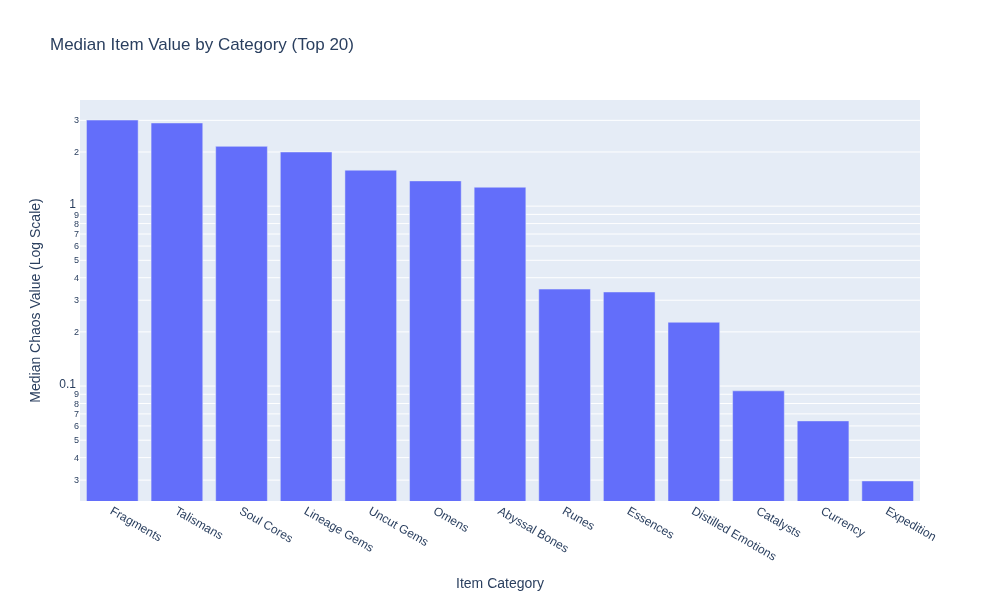 Median Item Value by Category (Top 20)
Median Chaos Value (Log Scale)
3
2
1
9
8
7
6
5
4
3
2
0.1
9
8
7
6
5
4
3
Fragments
Talismans
Soul Cores
Lineage Gems
Uncut Gems
Omens
Abyssal Bones
Runes
Essences
Distilled Emotions
Catalysts
Currency
Expedition
Item Category